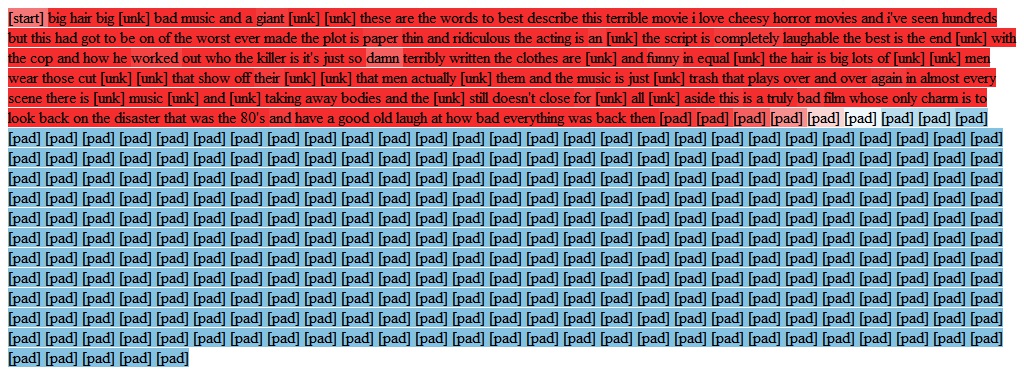 [start] big hair big [unk] bad music and a giant [unk] [unk] these are the words to best describe this terrible movie i love cheesy horror movies and i've seen hundreds
but this had got to be on of the worst ever made the plot is paper thin and ridiculous the acting is an [unk] the script is completely laughable the best is the end [unk] with
the cop and how he worked out who the killer is it's just so damn terribly written the clothes are [unk] and funny in equal [unk] the hair is big lots of [unk] [unk] men
wear those cut [unk] [unk] that show off their [unk] [unk] that men actually [unk] them and the music is just [unk] trash that plays over and over again in almost every
scene there is [unk] music [unk] and [unk] taking away bodies and the [unk] still doesn't close for [unk] all [unk] aside this is a truly bad film whose only charm is to
look back on the disaster that was the 80's and have a good old laugh at how bad everything was back then [pad] [pad] [pad] [pad] [pad] [pad] [pad] [pad] [pad]
[pad] [pad] [pad] [pad] [pad] [pad] [pad] [pad] [pad] [pad] [pad] [pad] [pad] [pad] [pad] [pad] [pad] [pad] [pad] [pad] [pad] [pad] [pad] [pad] [pad] [pad] [pad]
[pad] [pad] [pad] [pad] [pad] [pad] [pad] [pad] [pad] [pad] [pad] [pad] [pad] [pad] [pad] [pad] [pad] [pad] [pad] [pad] [pad] [pad] [pad] [pad] [pad] [pad] [pad]
[pad] [pad] [pad] [pad] [pad] [pad] [pad] [pad] [pad] [pad] [pad] [pad] [pad] [pad] [pad] [pad] [pad] [pad] [pad] [pad] [pad] [pad] [pad] [pad] [pad] [pad] [pad]
[pad] [pad] [pad] [pad] [pad] [pad] [pad] [pad] [pad] [pad] [pad] [pad] [pad] [pad] [pad] [pad] [pad] [pad] [pad] [pad] [pad] [pad] [pad] [pad] [pad] [pad] [pad]
[pad] [pad] [pad] [pad] [pad] [pad] [pad] [pad] [pad] [pad] [pad] [pad] [pad] [pad] [pad] [pad] [pad] [pad] [pad] [pad] [pad] [pad] [pad] [pad] [pad] [pad] [pad]
[pad] [pad] [pad] [pad] [pad] [pad] [pad] [pad] [pad] [pad] [pad] [pad] [pad] [pad] [pad] [pad] [pad] [pad] [pad] [pad] [pad] [pad] [pad] [pad] [pad] [pad] [pad]
[pad] [pad] [pad] [pad] [pad] [pad] [pad] [pad] [pad] [pad] [pad] [pad] [pad] [pad] [pad] [pad] [pad] [pad] [pad] [pad] [pad] [pad] [pad] [pad] [pad] [pad] [pad]
[pad] [pad] [pad] [pad] [pad] [pad] [pad] [pad] [pad] [pad] [pad] [pad] [pad] [pad] [pad] [pad] [pad] [pad] [pad] [pad] [pad] [pad] [pad] [pad] [pad] [pad] [pad]
[pad] [pad] [pad] [pad] [pad] [pad] [pad] [pad] [pad] [pad] [pad] [pad] [pad] [pad] [pad] [pad] [pad] [pad] [pad] [pad] [pad] [pad] [pad] [pad] [pad] [pad] [pad]
[pad] [pad] [pad] [pad] [pad] [pad] [pad] [pad] [pad] [pad] [pad] [pad] [pad] [pad] [pad] [pad] [pad] [pad] [pad] [pad] [pad] [pad] [pad] [pad] [pad] [pad] [pad]
[pad] [pad] [pad] [pad] [pad] [pad] [pad] [pad] [pad] [pad] [pad] [pad] [pad] [pad] [pad] [pad] [pad] [pad] [pad] [pad] [pad] [pad] [pad] [pad] [pad] [pad] [pad]
[pad] [pad] [pad] [pad] [pad]